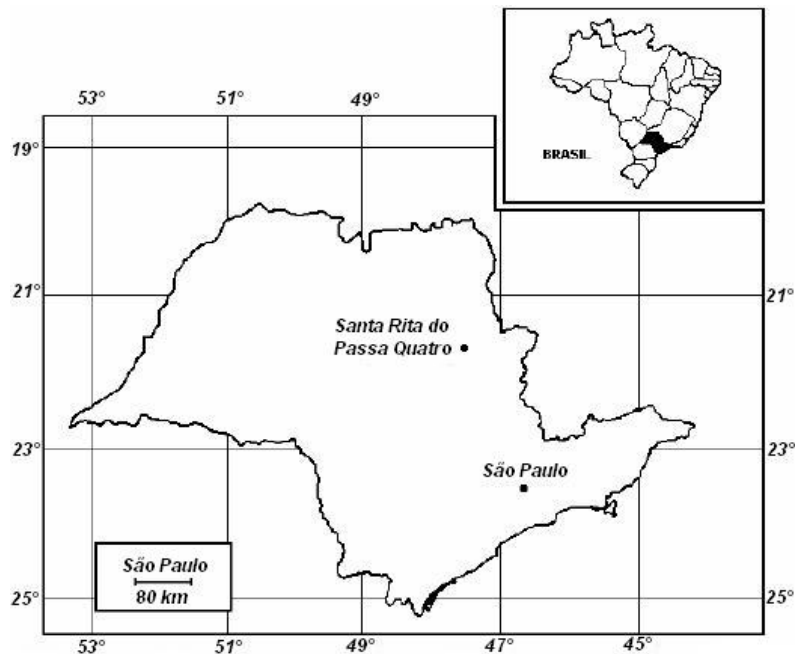 53°
51°
49°
BRASIL
19°
21°
21°
Santa Rita do
Passa Quatro
23°
23°
São Paulo
São Paulo
80 km
25°
25°
53°
51°
49°
47°
45°